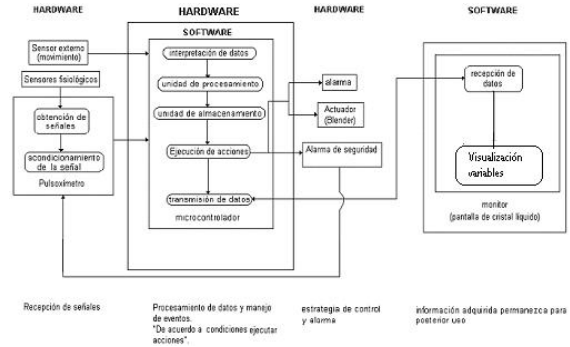 HARDWARE
HARDWARE
HARDWARE
SOFTWARE
SOFTWARE
Sensor externo
(movimiento)
Sensores fisiológicos
obtención de
señales
acondicionamiento
de la señal
Pulsoxímetro
interpretación de datos
unidad de procesamiento
unidad de almacenamiento
Ejecución de acciones
transmisión de datos
microcontrolador
alarma
Actuador
(Blender)
Alarma de seguridad
recepción de
datos
Visualización
variables
monitor
(pantalla de cristal líquido)
Recepción de señales
Procesamiento de datos y manejo
de eventos.
"De acuerdo a condiciones ejecutar
acciones".
estrategia de control
y alarma
información adquirida permanezca para
posterior uso